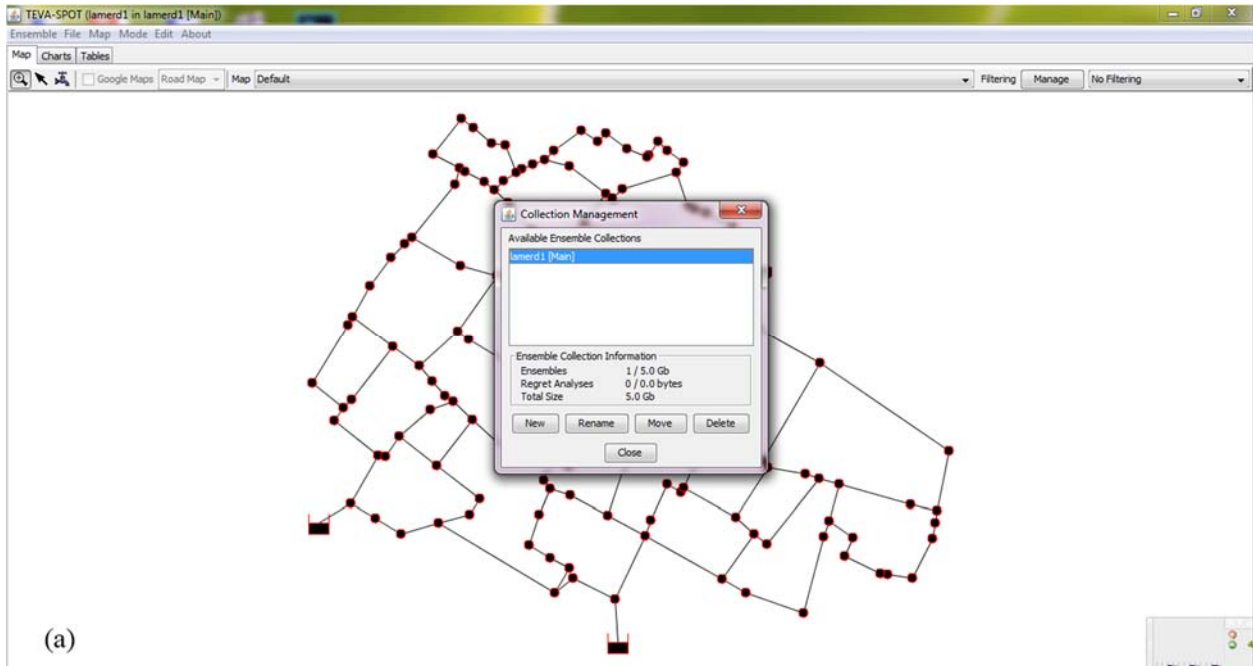 TEVA-SPOT (lamerd1 in lamerd1 [Main])
Ensemble File Map Mode Edit About
Map Charts Tables
Google Maps Road Map Map Default Filtering Manage No Filtering
Collection Management
Available Ensemble Collections
lamerd1 [Main]
Ensemble Collection Information
Ensembles 1 / 5.0 Gb
Regret Analyses 0 / 0.0 bytes
Total Size 5.0 Gb
New Rename Move Delete
Close
(a)